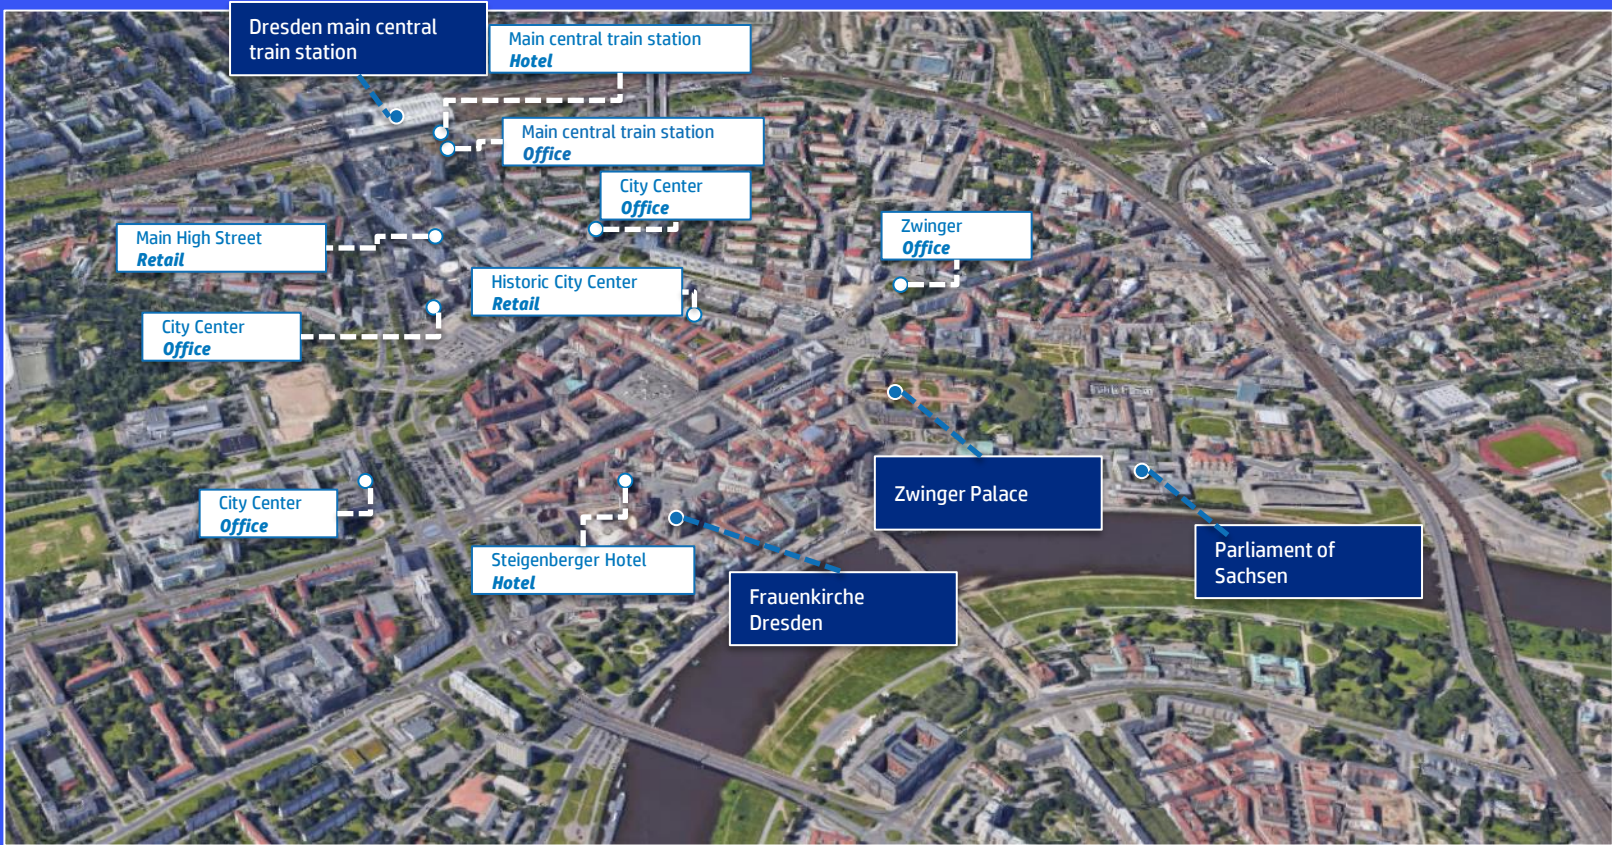 Dresden main central
train station
Main central train station
Hotel
Main central train station
Office
City Center
Office
Main High Street
Retail
Zwinger
Office
Historic City Center
Retail
City Center
Office
City Center
Office
Zwinger Palace
Steigenberger Hotel
Hotel
Parliament of
Sachsen
Frauenkirche
Dresden